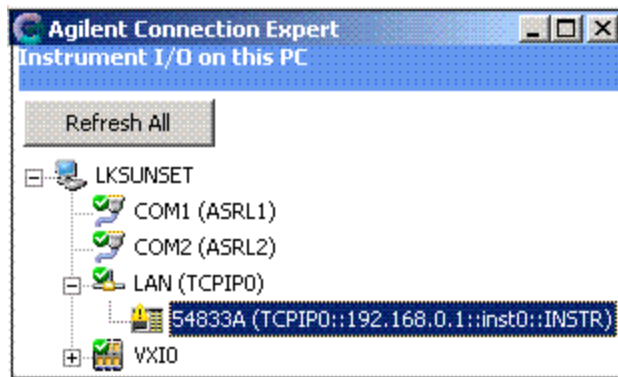 Agilent Connection Expert
Instrument I/O on this PC
Refresh All
LKSUNSET
COM1 (ASRL1)
COM2 (ASRL2)
LAN (TCPIP0)
54833A (TCPIP0::192.168.0.1::inst0::INSTR)
VXI0